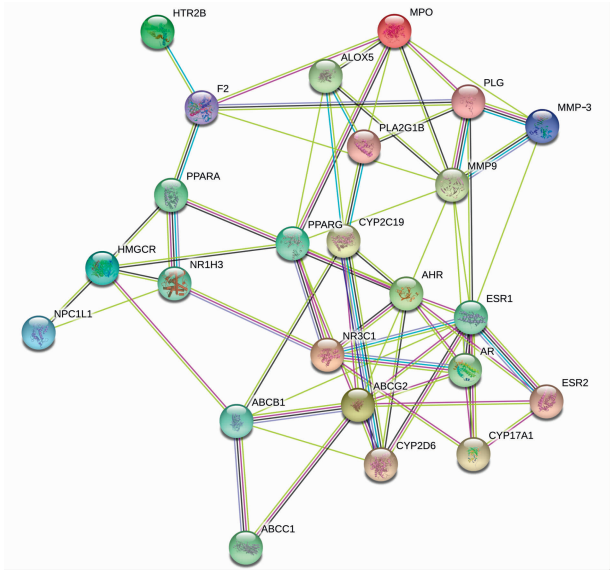 HTR2B
MPO
ALOX5
F2
PLG
MMP-3
PLA2G1B
MMP9
PPARA
PPARG
CYP2C19
HMGCR
NR1H3
AHR
ESR1
NPC1L1
NR3C1
AR
ABCG2
ESR2
ABCB1
CYP2D6
CYP17A1
ABCC1